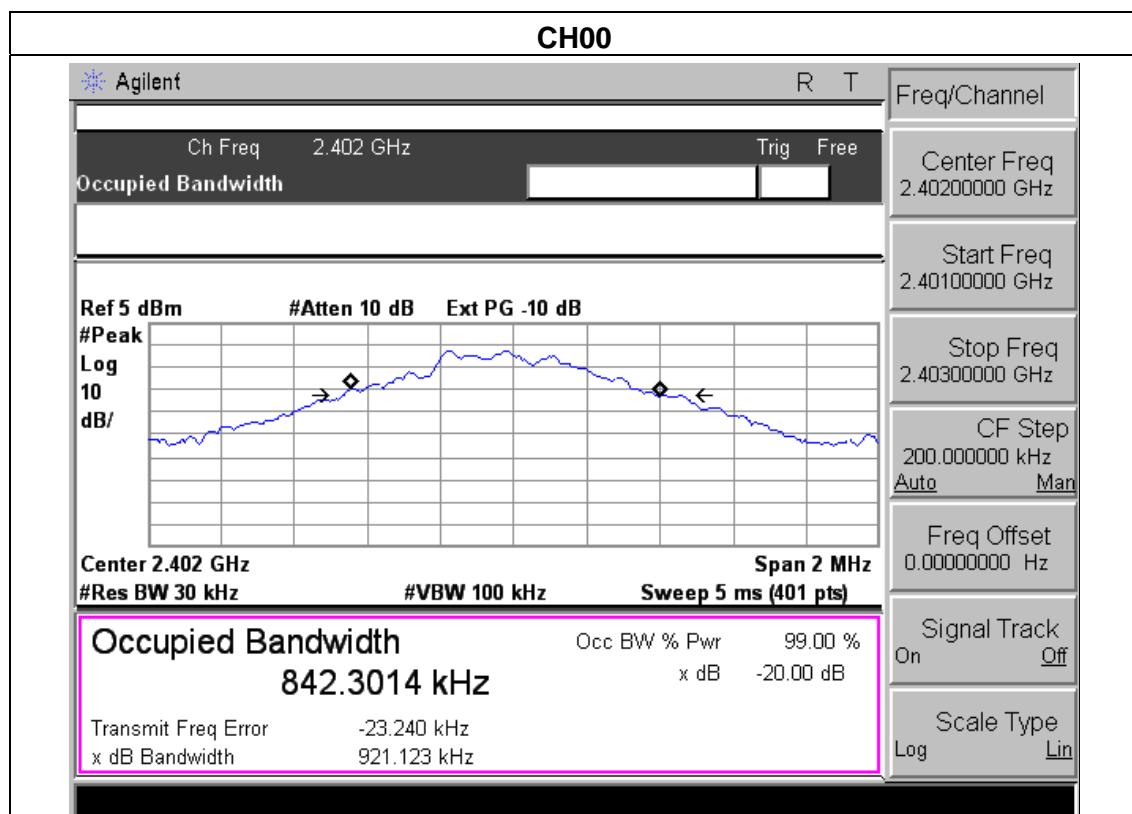 CH00
Agilent R T
Ch Freq 2.402 GHz Trig Free
Occupied Bandwidth
Ref 5 dBm #Atten 10 dB Ext PG -10 dB
#Peak
Log
10
dB/
Center 2.402 GHz Span 2 MHz
#Res BW 30 kHz #VBW 100 kHz Sweep 5 ms (401 pts)
Occupied Bandwidth Occ BW % Pwr 99.00 %
842.3014 kHz x dB -20.00 dB
Transmit Freq Error -23.240 kHz
x dB Bandwidth 921.123 kHz
Freq/Channel
Center Freq
2.40200000 GHz
Start Freq
2.40100000 GHz
Stop Freq
2.40300000 GHz
CF Step
200.000000 kHz
Auto Man
Freq Offset
0.00000000 Hz
Signal Track
On Off
Scale Type
Log Lin